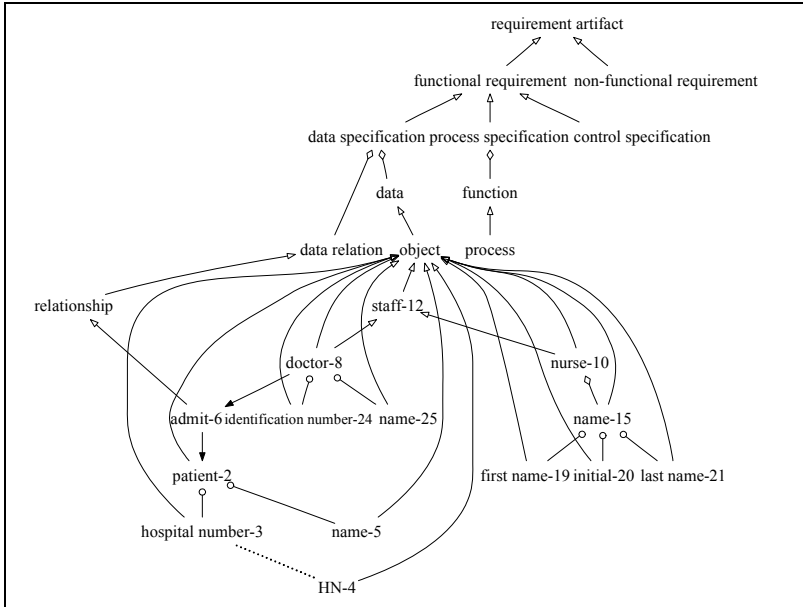 requirement artifact
functional requirement non-functional requirement
data specification process specification control specification
data function
data relation object process
relationship staff-12
doctor-8 nurse-10
admit-6 identification number-24 name-25 name-15
patient-2 first name-19 initial-20 last name-21
hospital number-3 name-5
HN-4